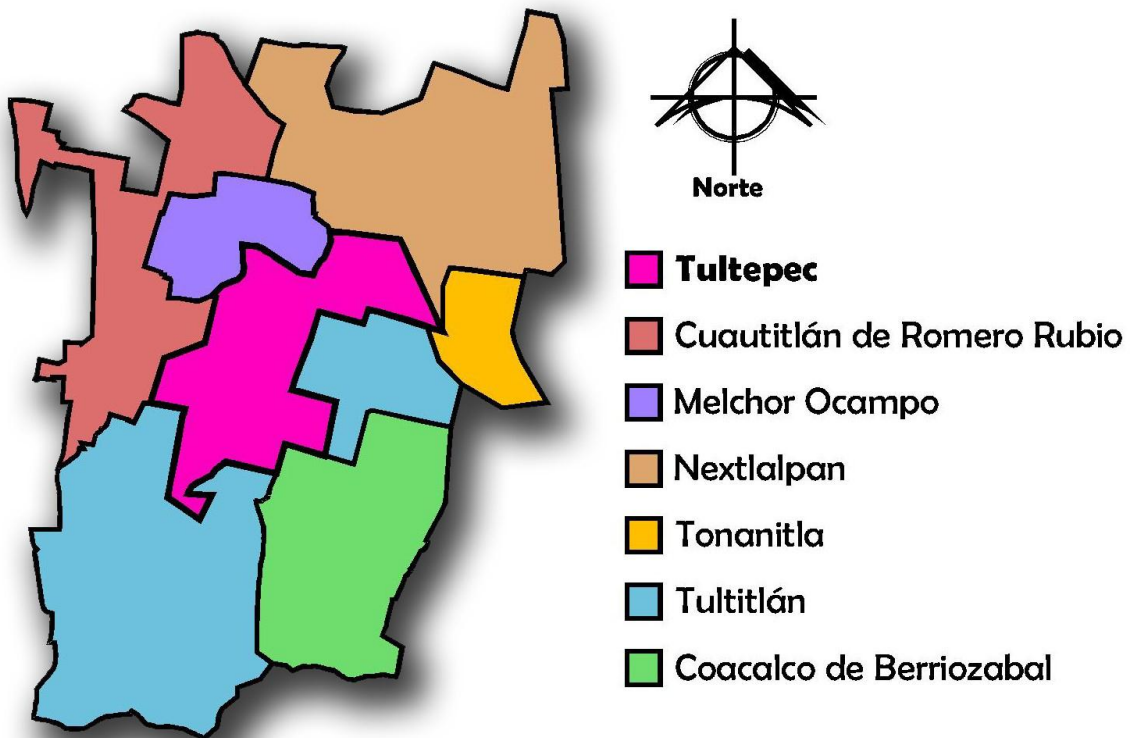 Norte
Tultepec
Cuautitlán de Romero Rubio
Melchor Ocampo
Nextlalpan
Tonanitla
Tultitlán
Coacalco de Berriozabal